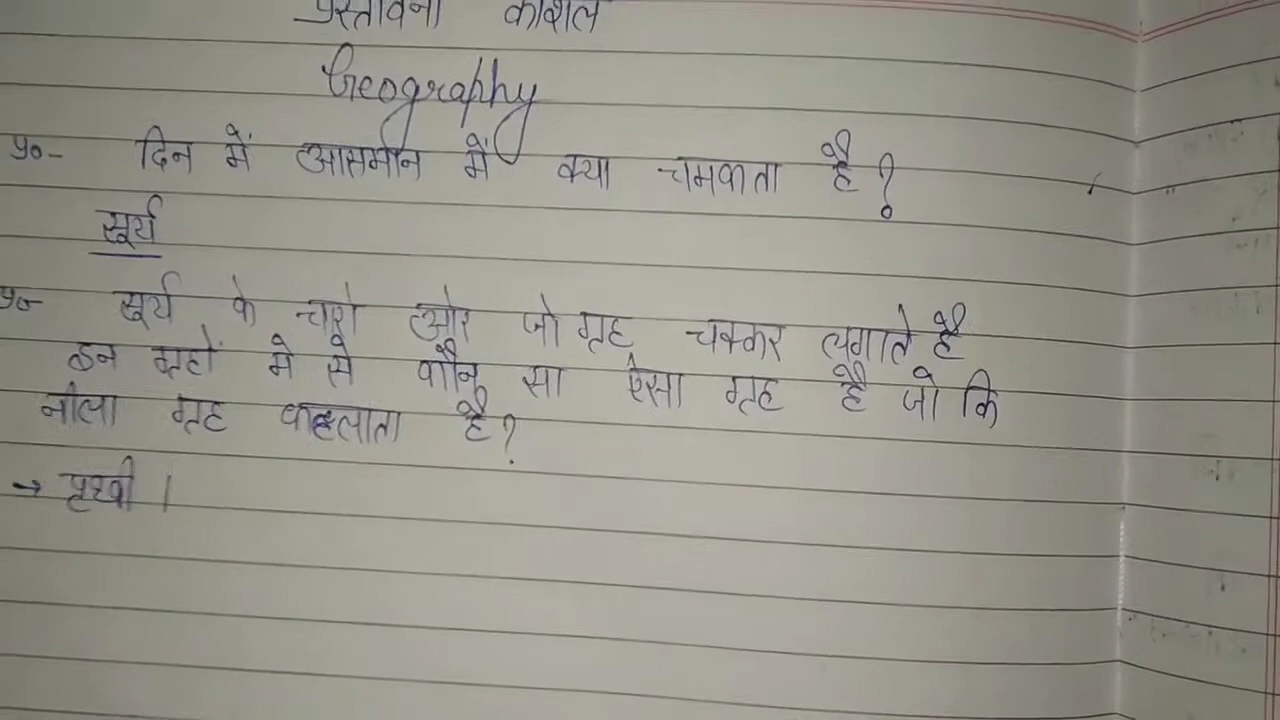 प्रस्तावना कौशल
Geography
प्र०- दिन में आसमान में क्या चमकता है?
सूर्य
प्र०- सूर्य के चारो ओर जो ग्रह चक्कर लगाते है
इन ग्रहों मे से कौन सा ऐसा ग्रह है जो कि
नीला ग्रह कहलाता है?
→ पृथ्वी ।